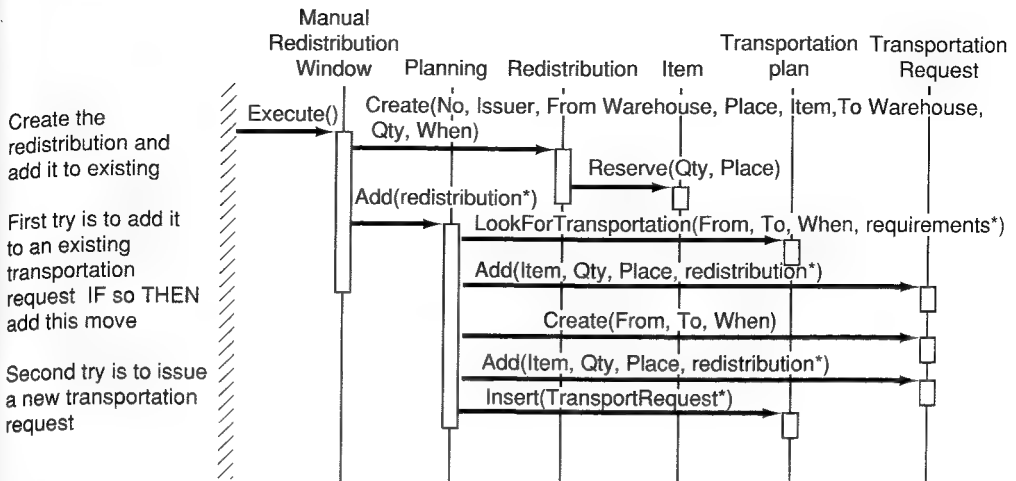 Manual
Redistribution
Window
Planning
Redistribution
Item
Transportation
plan
Transportation
Request
Create the
redistribution and
add it to existing
First try is to add it
to an existing
transportation
request IF so THEN
add this move
Second try is to issue
a new transportation
request
Execute()
Create(No, Issuer, From Warehouse, Place, Item,To Warehouse,
Qty, When)
Reserve(Qty, Place)
Add(redistribution*)
LookForTransportation(From, To, When, requirements*)
Add(Item, Qty, Place, redistribution*)
Create(From, To, When)
Add(Item, Qty, Place, redistribution*)
Insert(TransportRequest*)